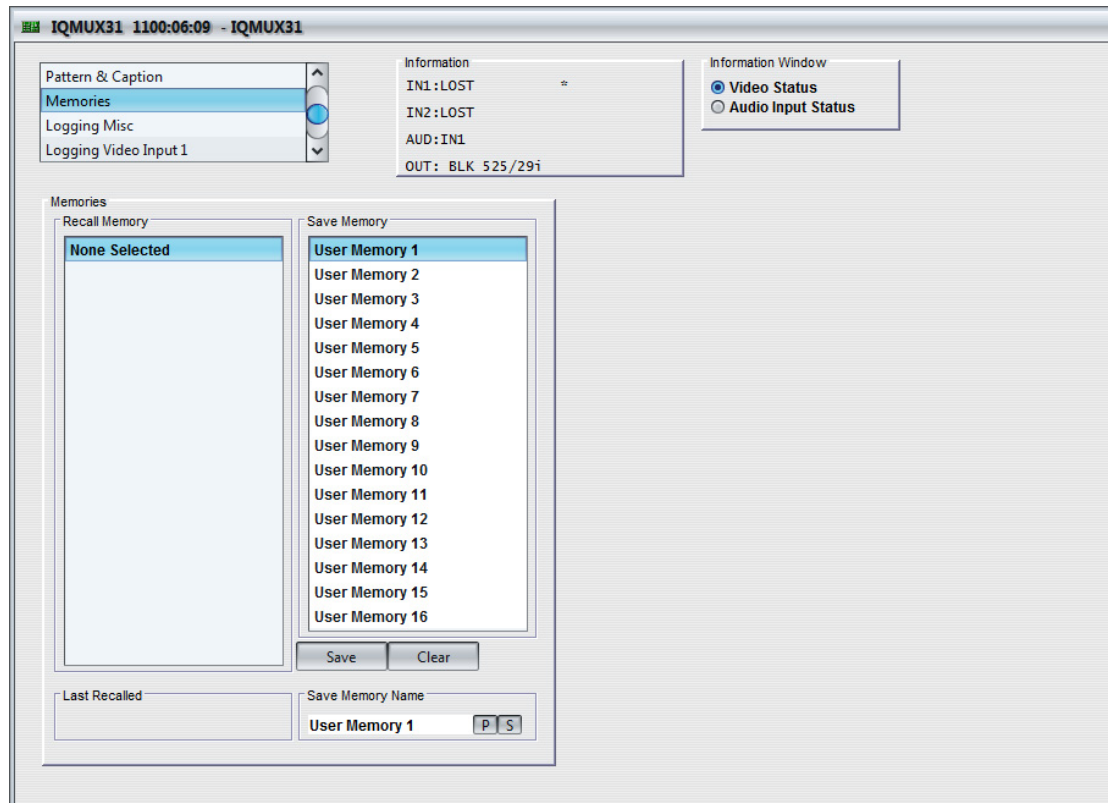 IQMUX31 1100:06:09 - IQMUX31
Pattern & Caption
Memories
Logging Misc
Logging Video Input 1
Information
IN1:LOST *
IN2:LOST
AUD:IN1
OUT: BLK 525/29i
Information Window
Video Status
Audio Input Status
Memories
Recall Memory
None Selected
Save Memory
User Memory 1
User Memory 2
User Memory 3
User Memory 4
User Memory 5
User Memory 6
User Memory 7
User Memory 8
User Memory 9
User Memory 10
User Memory 11
User Memory 12
User Memory 13
User Memory 14
User Memory 15
User Memory 16
Save Clear
Last Recalled
Save Memory Name
User Memory 1 P S